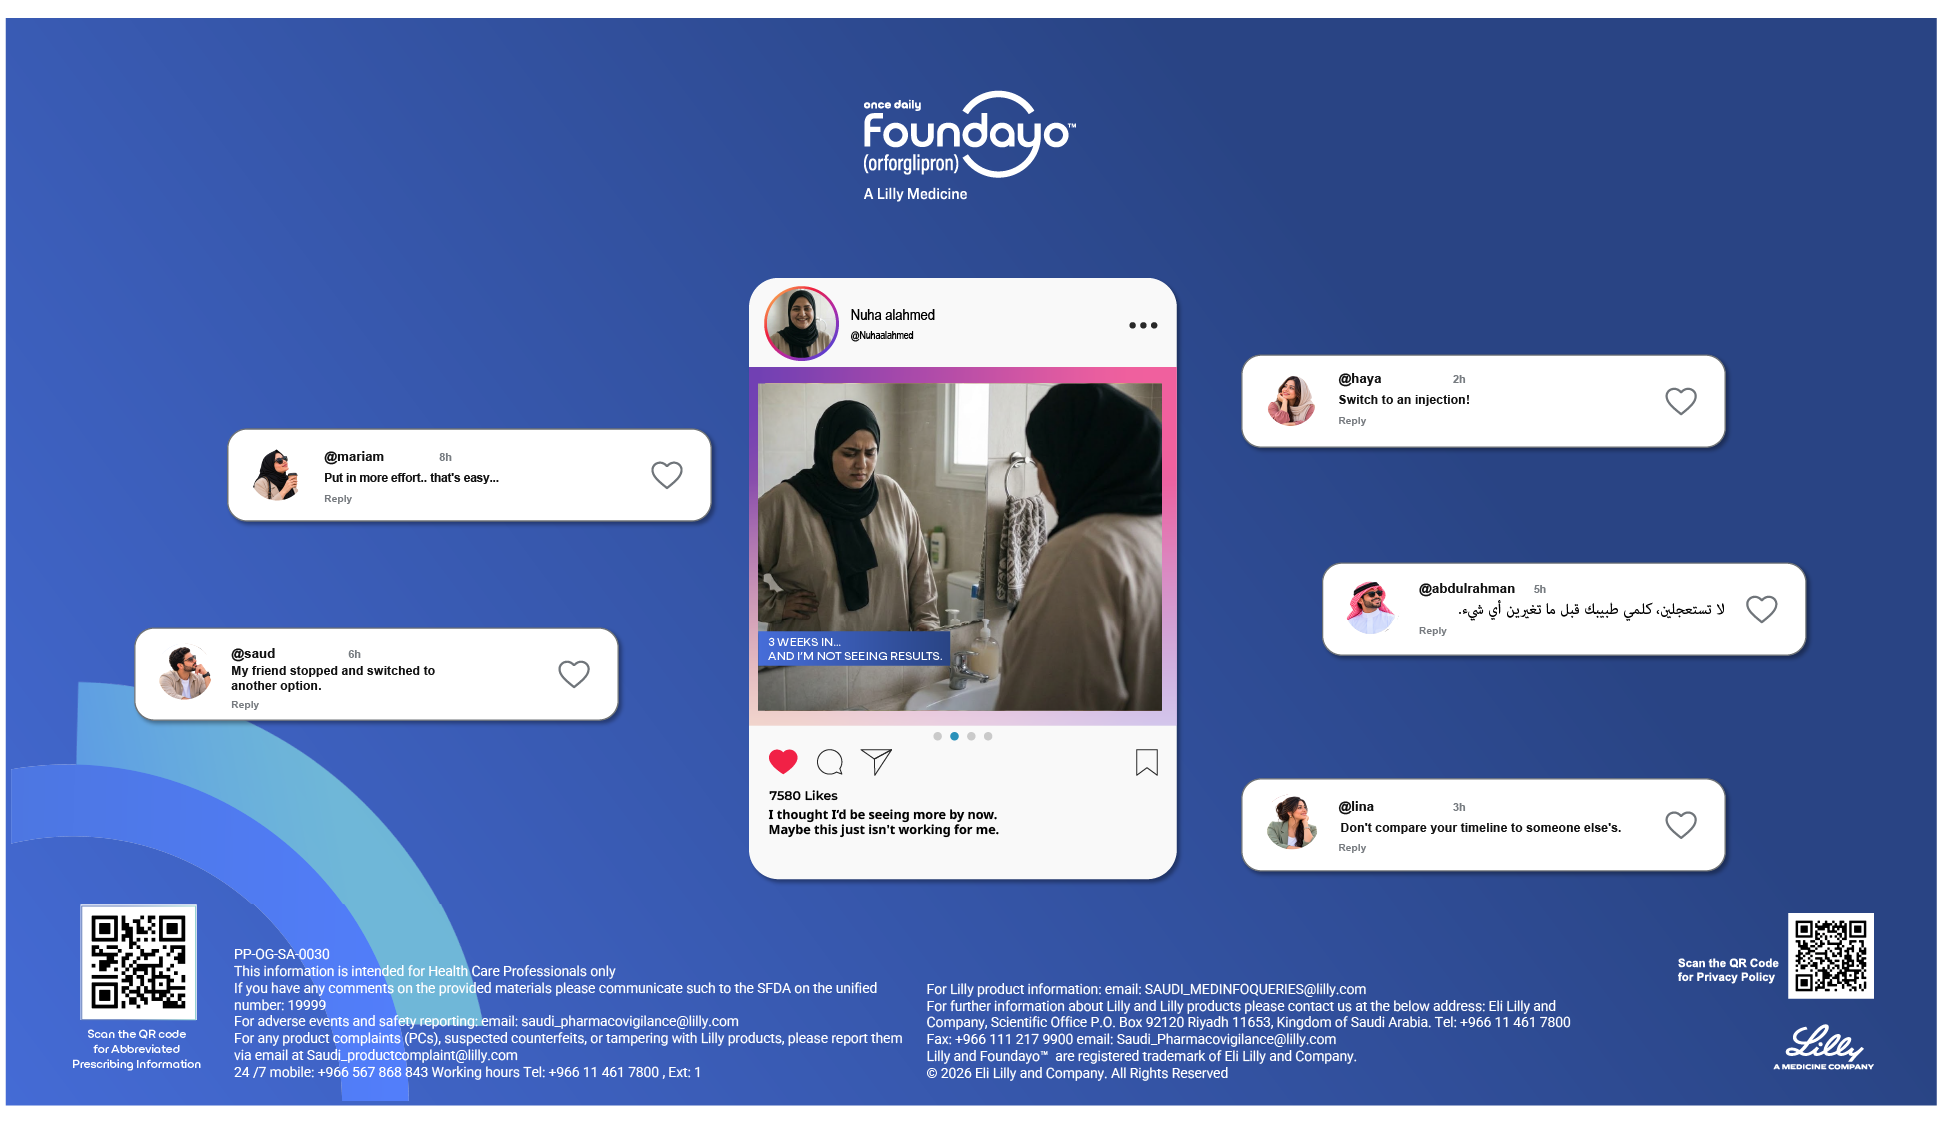 once daily
Foundayo™
(orforglipron)
A Lilly Medicine
Nuha alahmed
@Nuhaalahmed
3 WEEKS IN...
AND I'M NOT SEEING RESULTS.
7580 Likes
I thought I'd be seeing more by now.
Maybe this just isn't working for me.
@mariam 8h
Put in more effort.. that's easy...
Reply
@saud 6h
My friend stopped and switched to
another option.
Reply
@haya 2h
Switch to an injection!
Reply
@abdulrahman 5h
لا تستعجلين، كلمي طبيبك قبل ما تغيرين أي شيء.
Reply
@lina 3h
Don't compare your timeline to someone else's.
Reply
Scan the QR code
for Abbreviated
Prescribing Information
PP-OG-SA-0030
This information is intended for Health Care Professionals only
If you have any comments on the provided materials please communicate such to the SFDA on the unified
number: 19999
For adverse events and safety reporting: email: saudi_pharmacovigilance@lilly.com
For any product complaints (PCs), suspected counterfeits, or tampering with Lilly products, please report them
via email at Saudi_productcomplaint@lilly.com
24 /7 mobile: +966 567 868 843 Working hours Tel: +966 11 461 7800 , Ext: 1
For Lilly product information: email: SAUDI_MEDINFOQUERIES@lilly.com
For further information about Lilly and Lilly products please contact us at the below address: Eli Lilly and
Company, Scientific Office P.O. Box 92120 Riyadh 11653, Kingdom of Saudi Arabia. Tel: +966 11 461 7800
Fax: +966 111 217 9900 email: Saudi_Pharmacovigilance@lilly.com
Lilly and Foundayo™ are registered trademark of Eli Lilly and Company.
© 2026 Eli Lilly and Company. All Rights Reserved
Scan the QR Code
for Privacy Policy
Lilly
A MEDICINE COMPANY